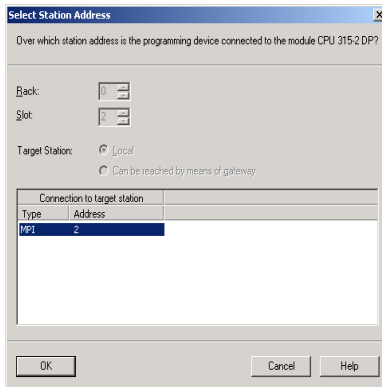 Select Station Address
Over which station address is the programming device connected to the module CPU 315-2 DP?
Rack: 0
Slot: 2
Target Station: Local
Can be reached by means of gateway
Connection to target station
Type Address
MPI 2
OK Cancel Help